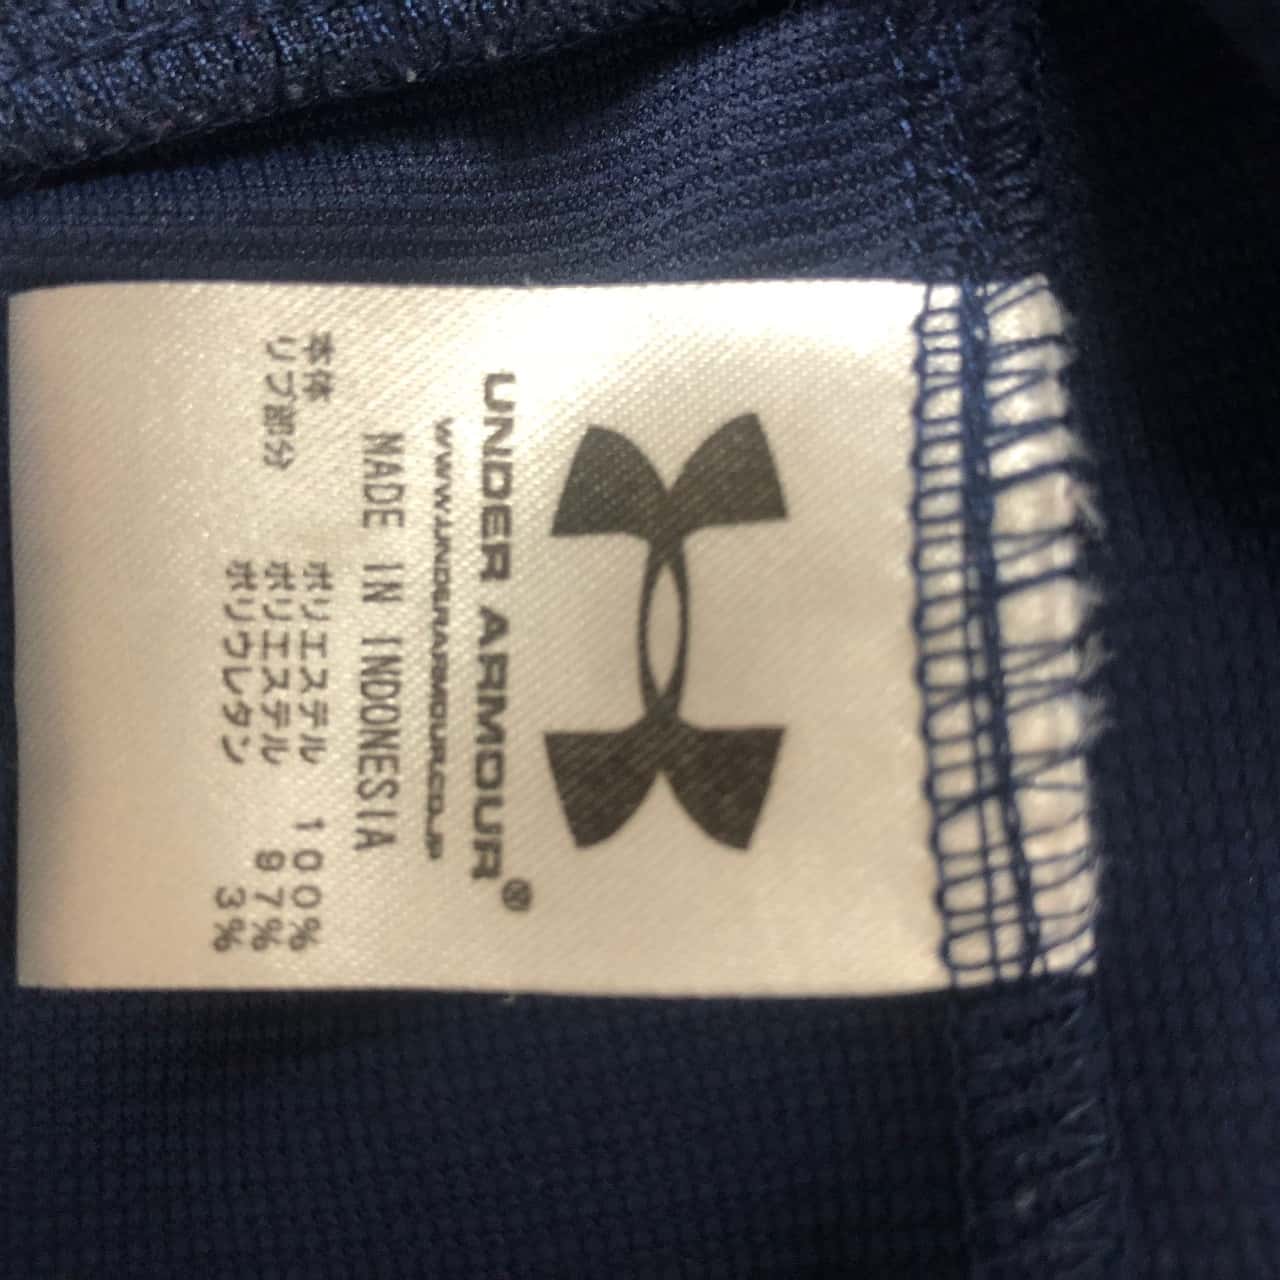 UNDER ARMOUR®
WWW.UNDERARMOUR.CO.JP
MADE IN INDONESIA
本体 ポリエステル 100%
リブ部分 ポリエステル 97%
ポリウレタン 3%